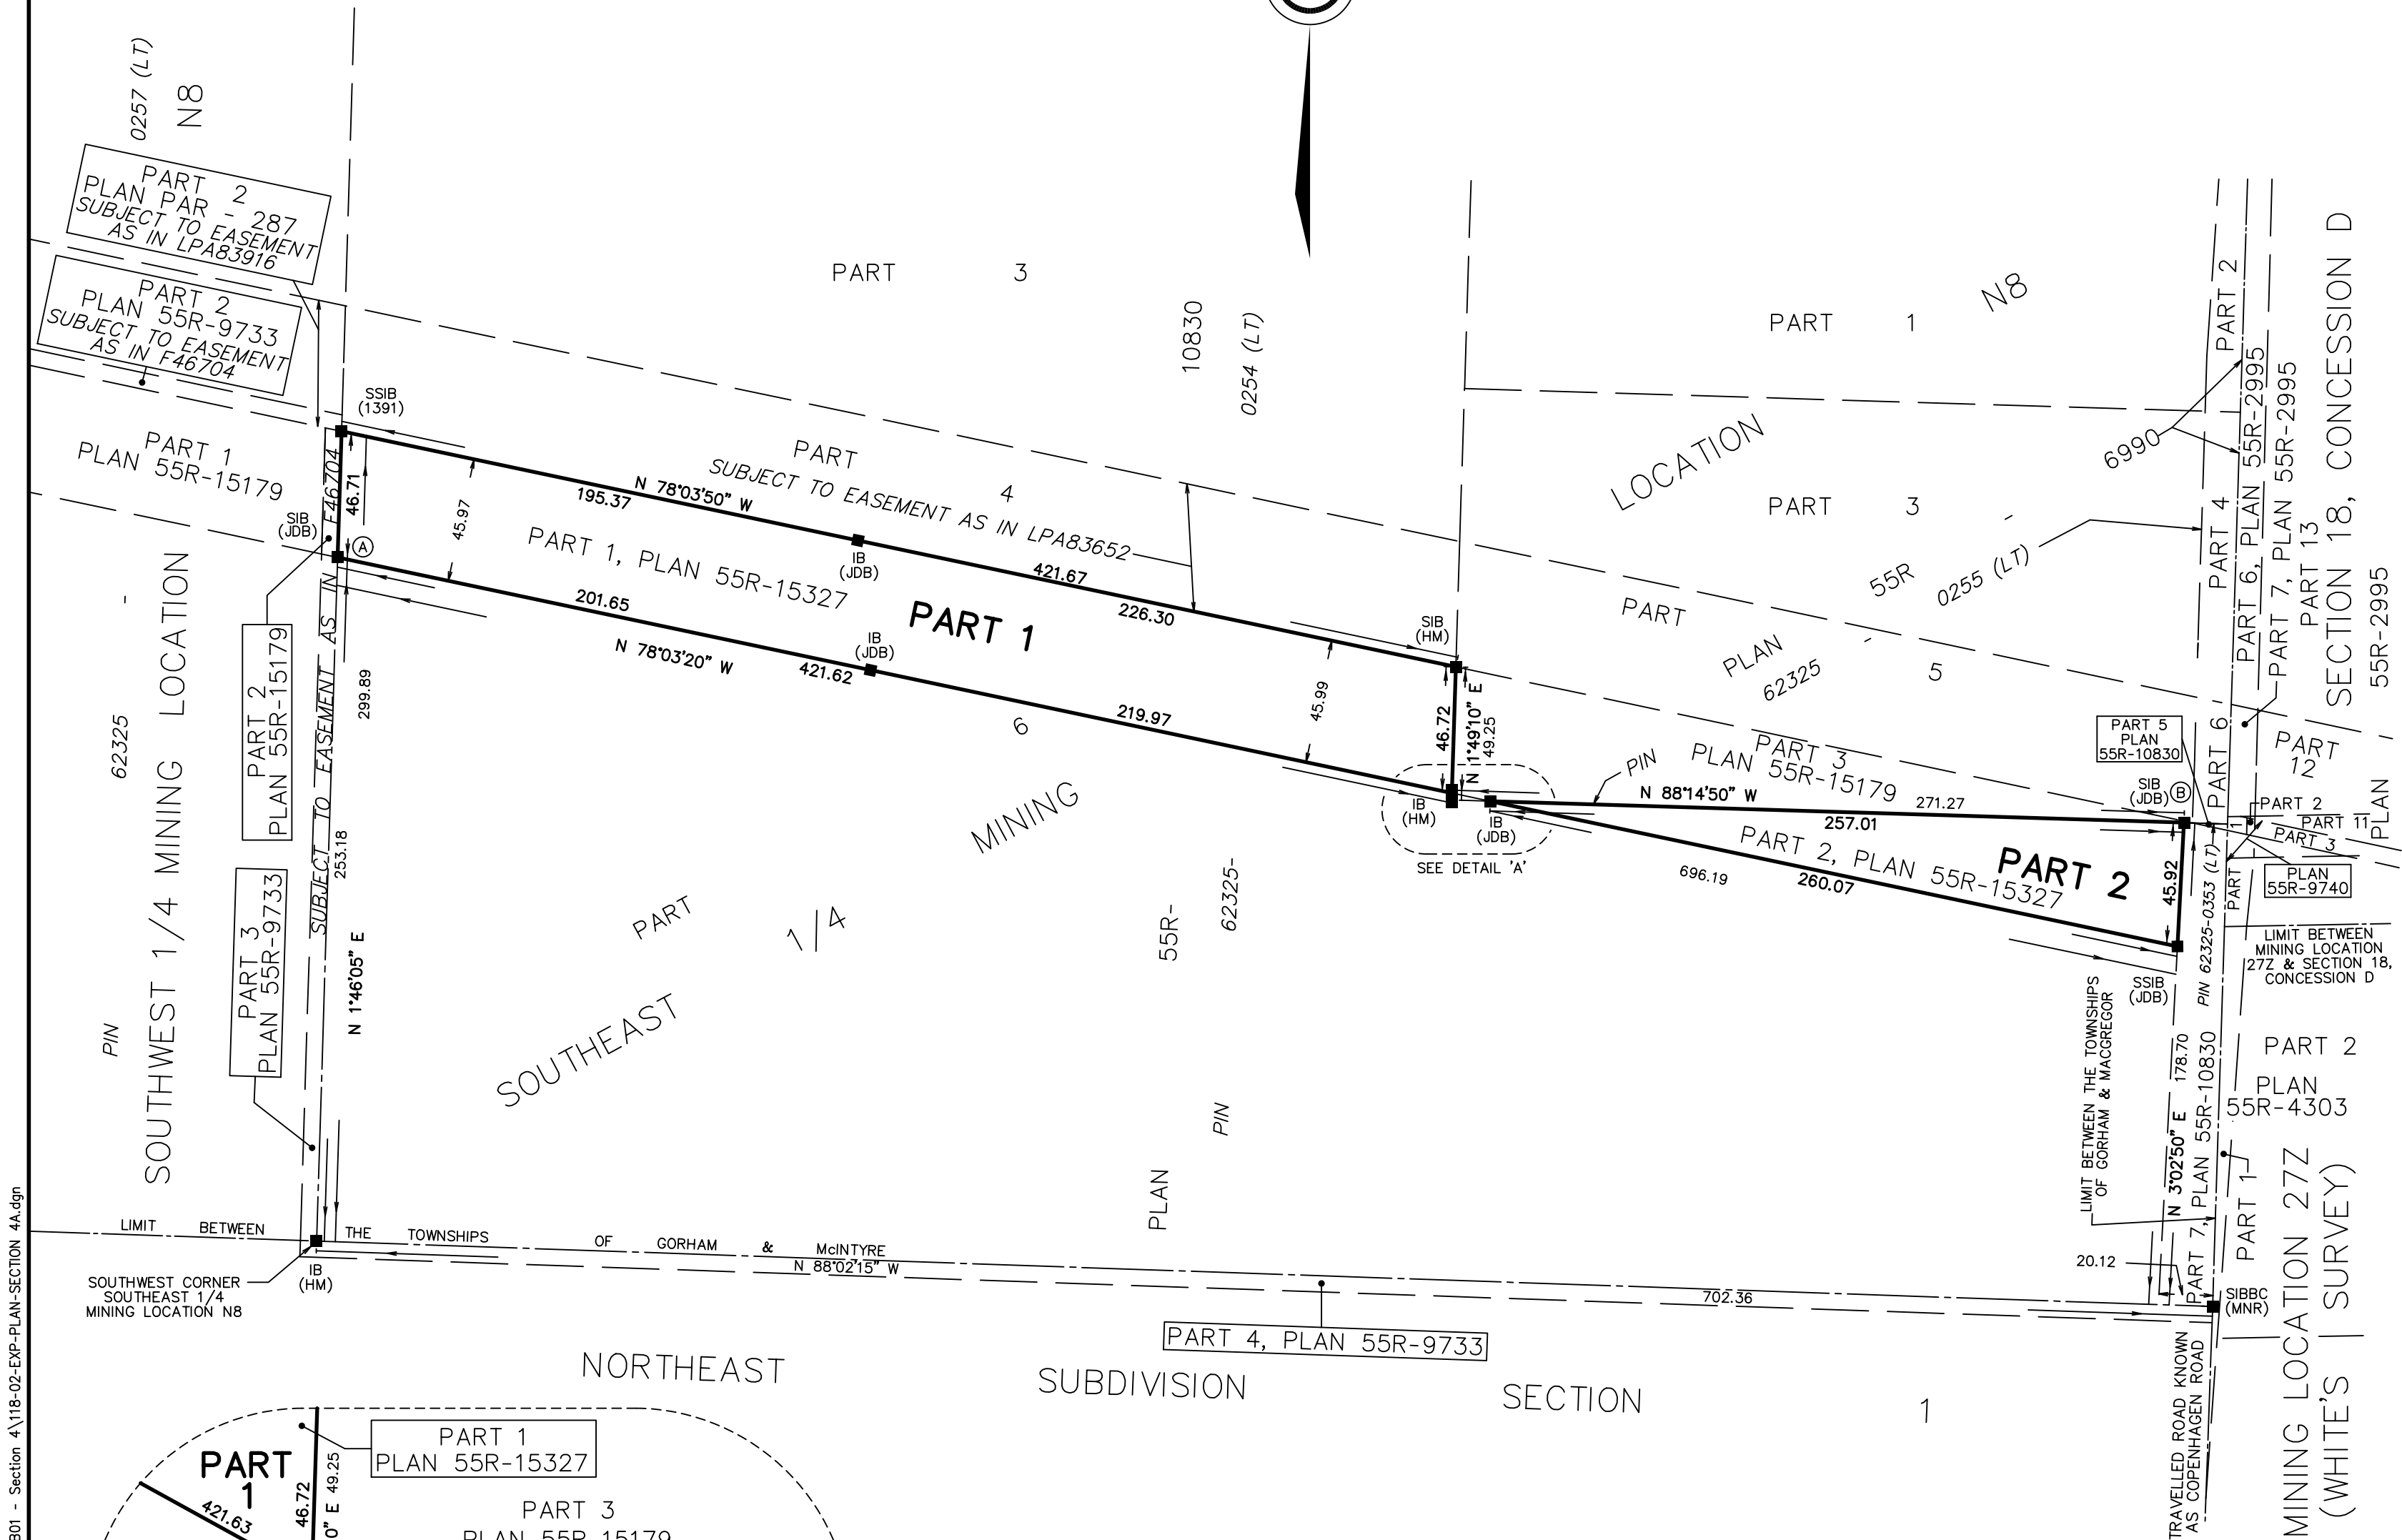 0257 (LT)
N8
PART 2
PLAN PAR - 287
SUBJECT TO EASEMENT
AS IN LPA83916
PART 2
PLAN 55R-9733
SUBJECT TO EASEMENT
AS IN F46704
PART 1
PLAN 55R-15179
SSIB
(1391)
SIB
(JDB)
A
46.71
45.97
195.37
N 78°03'50" W
PART 3
PART 4
SUBJECT TO EASEMENT AS IN LPA83652
10830
0254 (LT)
PART 1, PLAN 55R-15327
IB
(JDB)
421.67
226.30
PART 1
201.65
N 78°03'20" W
421.62
IB
(JDB)
219.97
45.99
SIB
(HM)
46.72
N 1°49'10" E
49.25
IB
(HM)
IB
(JDB)
SEE DETAIL 'A'
PART 1
N8
LOCATION
PART 3
55R -
0255 (LT)
6990
PART
5
PLAN
62325 -
PIN
PART 3
PLAN 55R-15179
N 88°14'50" W
271.27
257.01
PART 2, PLAN 55R-15327
PART 2
696.19
260.07
45.92
SIB
(JDB)
B
SSIB
(JDB)
PART 5
PLAN
55R-10830
PART 2
PART 4
PART 6
PART 6, PLAN 55R-2995
PART 7, PLAN 55R-2995
PART 13
SECTION 18, CONCESSION D
55R-2995
PLAN
PART
12
PART 2
PART 11
PART 3
PART 1
PLAN
55R-9740
PIN 62325-0353 (LT)
LIMIT BETWEEN
MINING LOCATION
27Z & SECTION 18,
CONCESSION D
PART 2
PLAN
55R-4303
PART 1
MINING LOCATION 27Z
(WHITE'S SURVEY)
LIMIT BETWEEN THE TOWNSHIPS
OF GORHAM & MACGREGOR
N 3°02'50" E 178.70
PART 7, PLAN 55R-10830
20.12
SIBBC
(MNR)
TRAVELLED ROAD KNOWN
AS COPENHAGEN ROAD
PIN
62325 -
SOUTHWEST 1/4 MINING LOCATION
PART 2
PLAN 55R-15179
PART 3
PLAN 55R-9733
SUBJECT TO EASEMENT AS IN F46704
299.89
253.18
N 1°46'05" E
6
MINING
PART
1/4
SOUTHEAST
55R-
62325-
PLAN
PIN
LIMIT BETWEEN THE TOWNSHIPS OF GORHAM & McINTYRE
N 88°02'15" W
702.36
SOUTHWEST CORNER
SOUTHEAST 1/4
MINING LOCATION N8
IB
(HM)
PART 4, PLAN 55R-9733
NORTHEAST SUBDIVISION SECTION 1
PART
1
421.63
46.72
0" E 49.25
PART 1
PLAN 55R-15327
PART 3
PLAN 55R-15179
B01 - Section 4\118-02-EXP-PLAN-SECTION 4A.dgn